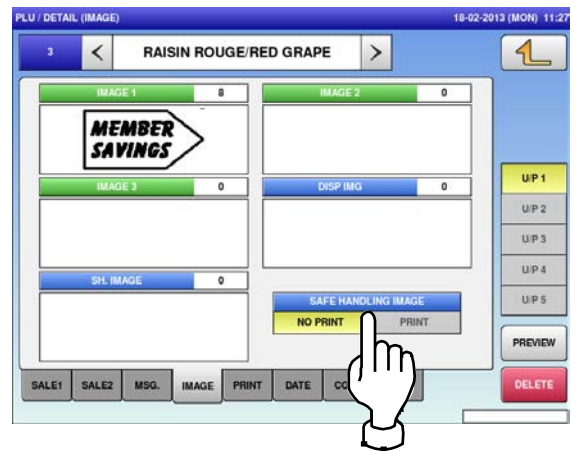 PLU / DETAIL (IMAGE) 18-02-2013 (MON) 11:27
3 < RAISIN ROUGE/RED GRAPE >
IMAGE 1 8 IMAGE 2 0
MEMBER
SAVINGS
IMAGE 3 0 DISP IMG 0
U/P 1
U/P 2
U/P 3
U/P 4
SH. IMAGE 0
SAFE HANDLING IMAGE
U/P 5
NO PRINT PRINT
PREVIEW
SALE1 SALE2 MSG. IMAGE PRINT DATE DELETE